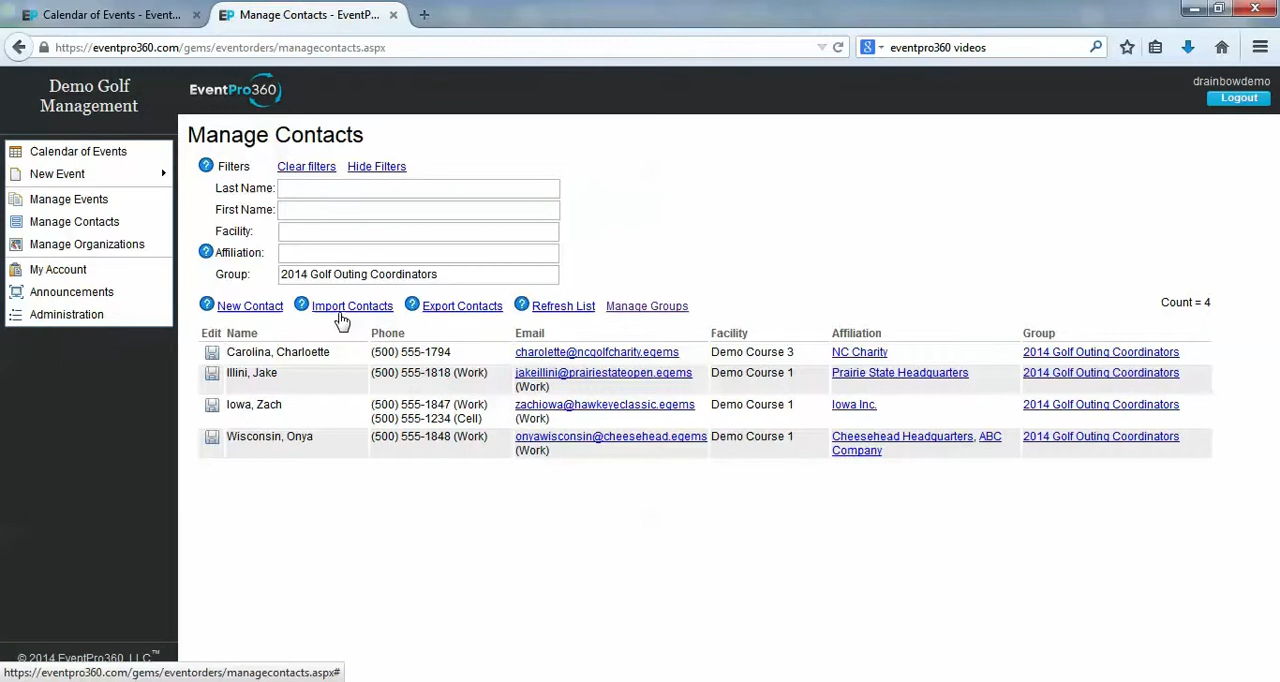 Calendar of Events - Event...
Manage Contacts - EventP...
https://eventpro360.com/gems/eventorders/managecontacts.aspx
eventpro360 videos
Demo Golf
Management
EventPro360
drainbowdemo
Logout
Calendar of Events
New Event
Manage Events
Manage Contacts
Manage Organizations
My Account
Announcements
Administration
Manage Contacts
Filters Clear filters Hide Filters
Last Name:
First Name:
Facility:
Affiliation:
Group: 2014 Golf Outing Coordinators
New Contact Import Contacts Export Contacts Refresh List Manage Groups Count = 4
Edit Name Phone Email Facility Affiliation Group
Carolina, Charloette (500) 555-1794 charolette@ncgolfcharity.egems Demo Course 3 NC Charity 2014 Golf Outing Coordinators
Illini, Jake (500) 555-1818 (Work) jakeillini@prairiestateopen.egems Demo Course 1 Prairie State Headquarters 2014 Golf Outing Coordinators
(Work)
Iowa, Zach (500) 555-1847 (Work) zachiowa@hawkeyeclassic.egems Demo Course 1 Iowa Inc. 2014 Golf Outing Coordinators
(500) 555-1234 (Cell) (Work)
Wisconsin, Onya (500) 555-1848 (Work) onyawisconsin@cheesehead.egems Demo Course 1 Cheesehead Headquarters, ABC 2014 Golf Outing Coordinators
(Work) Company
© 2014 EventPro360, LLC™
https://eventpro360.com/gems/eventorders/managecontacts.aspx#